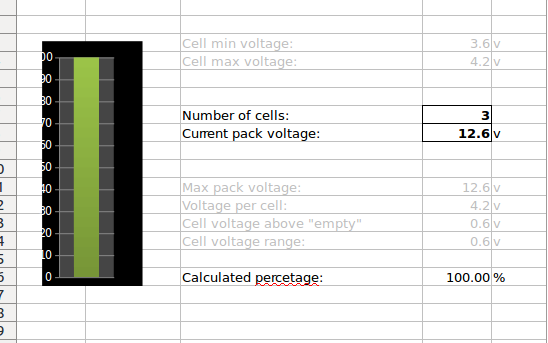 Cell min voltage: 3.6 v
Cell max voltage: 4.2 v
Number of cells: 3
Current pack voltage: 12.6 v
Max pack voltage: 12.6 v
Voltage per cell: 4.2 v
Cell voltage above "empty" 0.6 v
Cell voltage range: 0.6 v
Calculated percetage: 100.00 %
00
90
80
70
60
50
40
30
20
10
0
0
1
2
3
4
5
6
7
8
9